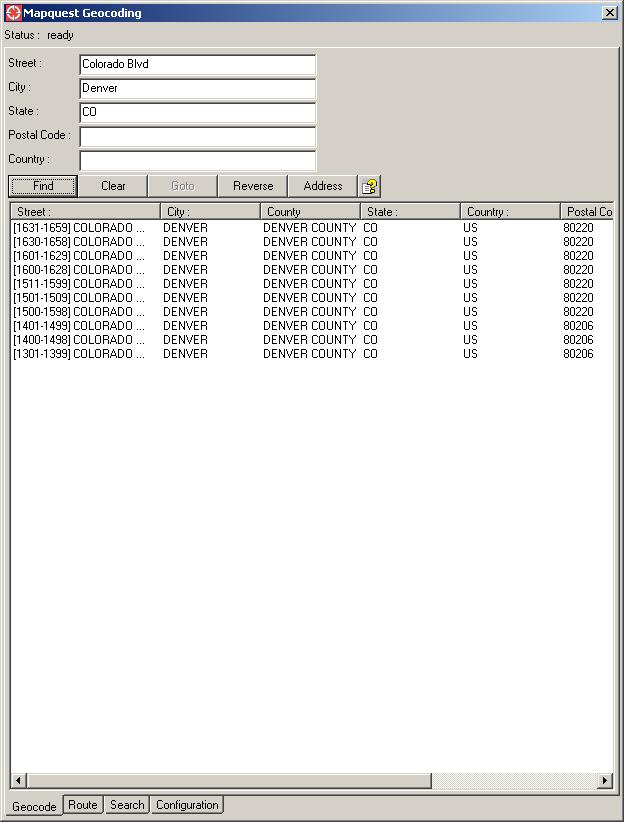 Mapquest Geocoding
Status : ready
Street : Colorado Blvd
City : Denver
State : CO
Postal Code :
Country :
Find Clear Goto Reverse Address
Street : City : County State : Country : Postal Co
[1631-1659] COLORADO ... DENVER DENVER COUNTY CO US 80220
[1630-1658] COLORADO ... DENVER DENVER COUNTY CO US 80220
[1601-1629] COLORADO ... DENVER DENVER COUNTY CO US 80220
[1600-1628] COLORADO ... DENVER DENVER COUNTY CO US 80220
[1511-1599] COLORADO ... DENVER DENVER COUNTY CO US 80220
[1501-1509] COLORADO ... DENVER DENVER COUNTY CO US 80220
[1500-1598] COLORADO ... DENVER DENVER COUNTY CO US 80220
[1401-1499] COLORADO ... DENVER DENVER COUNTY CO US 80206
[1400-1498] COLORADO ... DENVER DENVER COUNTY CO US 80206
[1301-1399] COLORADO ... DENVER DENVER COUNTY CO US 80206
Geocode Route Search Configuration